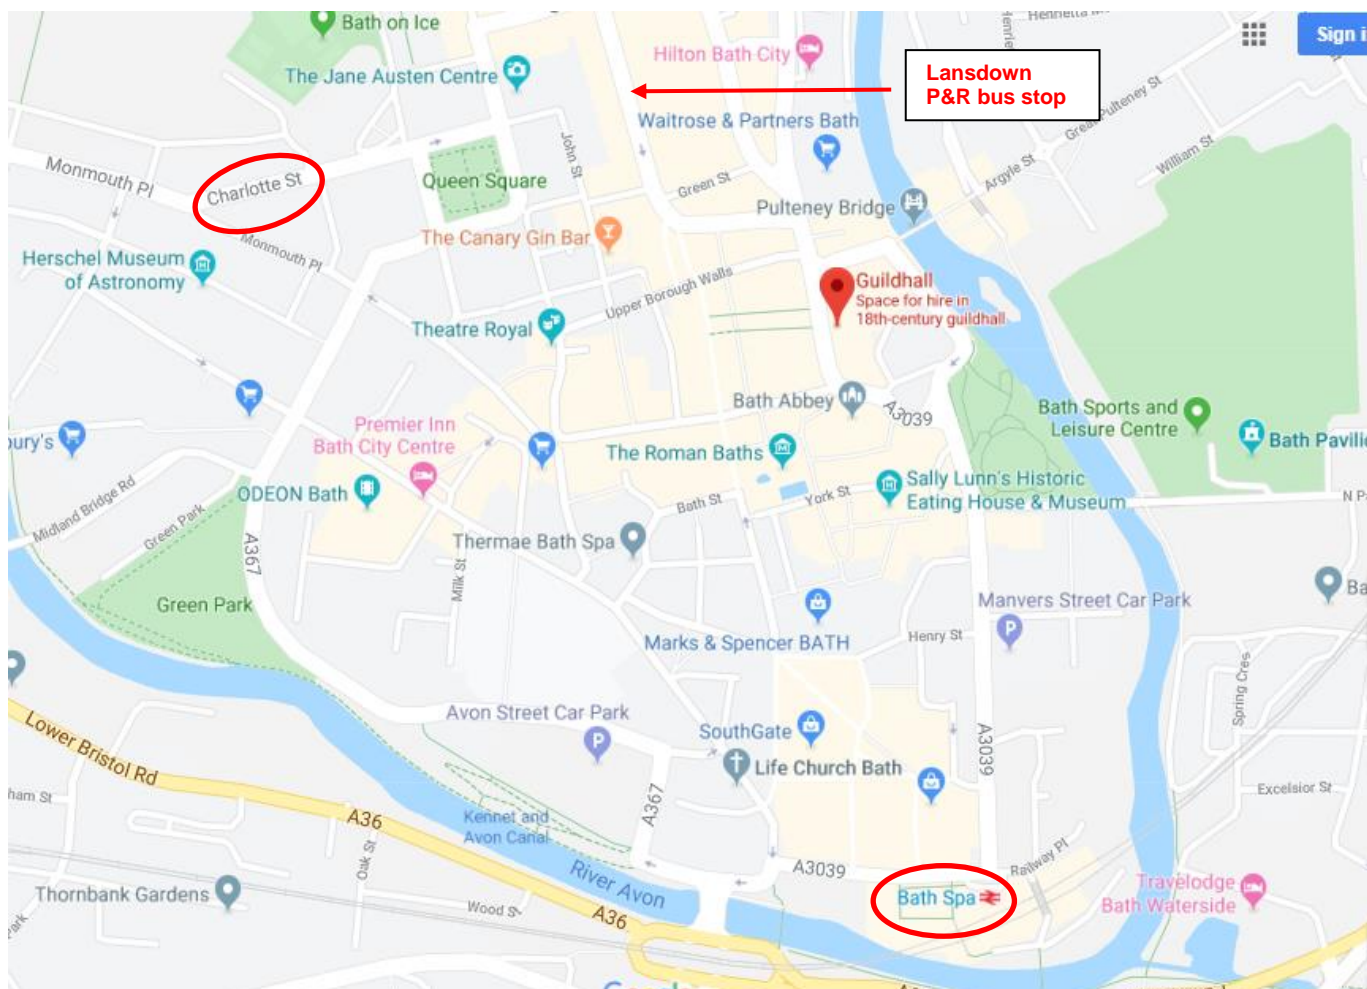 Bath on Ice
Henrietta
Hilton Bath City
Sign i
Lansdown
P&R bus stop
The Jane Austen Centre
Great Pulteney St
Waitrose & Partners Bath
John St
William St
Argyle St
Monmouth Pl
Charlotte St
Queen Square
Green St
Pulteney Bridge
The Canary Gin Bar
Monmouth Pl
Herschel Museum
of Astronomy
Upper Borough Walls
Guildhall
Space for hire in
18th-century guildhall
Theatre Royal
Bath Abbey
A3039
Bath Sports and
Leisure Centre
Bath Pavili
Premier Inn
Bath City Centre
bury's
The Roman Baths
Sally Lunn's Historic
Eating House & Museum
ODEON Bath
Bath St
York St
N P
Midland Bridge Rd
Green Park
A367
Thermae Bath Spa
Milk St
Green Park
Manvers Street Car Park
Ba
Henry St
Marks & Spencer BATH
Spring Cres
Avon Street Car Park
SouthGate
A3039
Lower Bristol Rd
Life Church Bath
Excelsior St
ham St
A36
A367
Kennet and
Avon Canal
Oak St
River Avon
A3039
Railway Pl
Thornbank Gardens
Bath Spa
Travelodge
Bath Waterside
Wood St
A36
Park